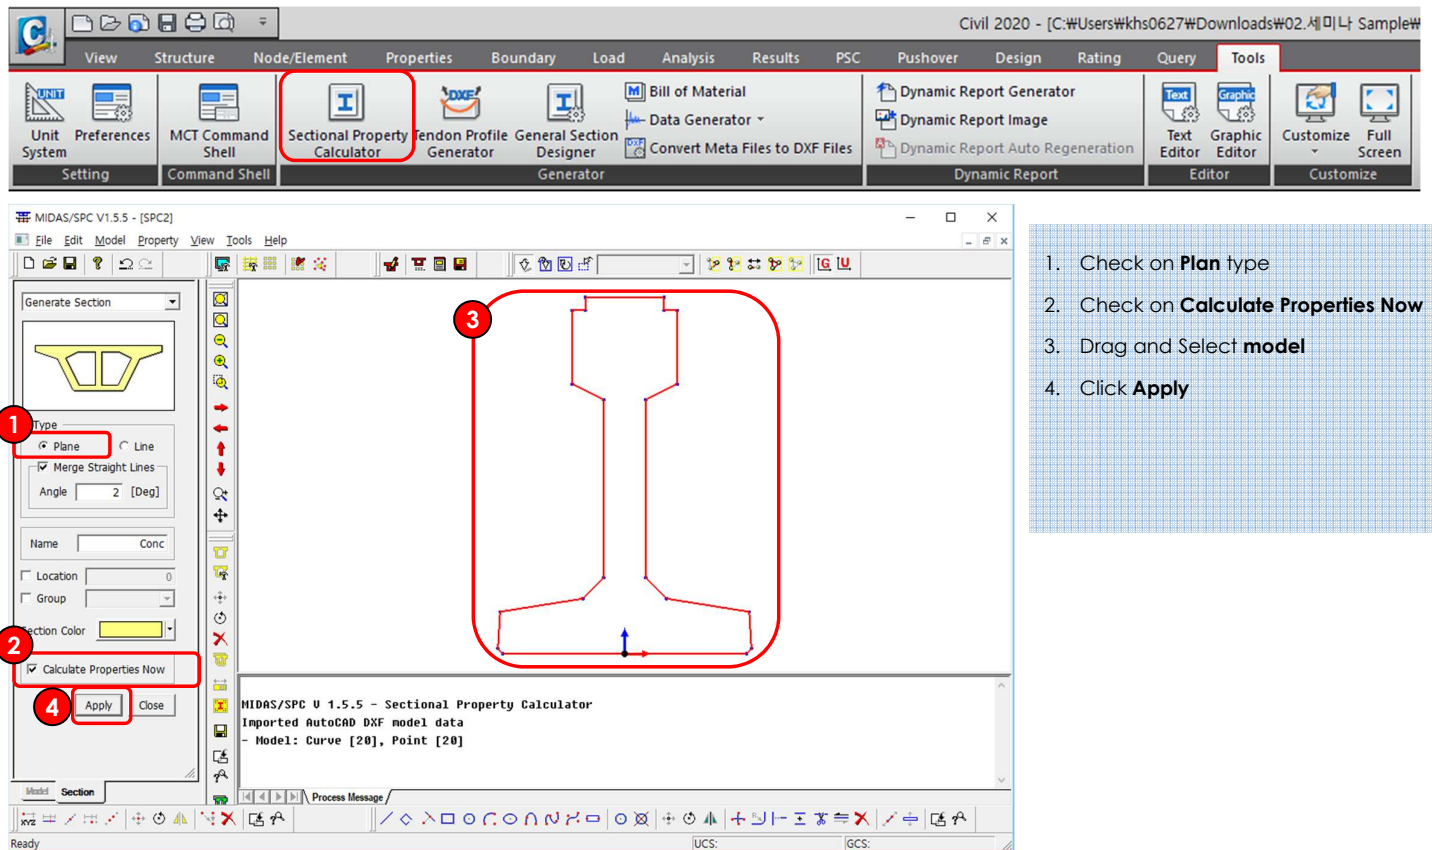 Civil 2020 - [C:₩Users₩khs0627₩Downloads₩02.세미나 Sample₩
View Structure Node/Element Properties Boundary Load Analysis Results PSC Pushover Design Rating Query Tools
Unit System
Preferences
MCT Command Shell
Sectional Property Calculator
Tendon Profile Generator
General Section Designer
Bill of Material
Data Generator
Convert Meta Files to DXF Files
Dynamic Report Generator
Dynamic Report Image
Dynamic Report Auto Regeneration
Text Editor
Graphic Editor
Customize
Full Screen
Setting Command Shell Generator Dynamic Report Editor Customize
MIDAS/SPC V1.5.5 - [SPC2]
File Edit Model Property View Tools Help
Generate Section
1
Type
Plane Line
Merge Straight Lines
Angle 2 [Deg]
Name Conc
Location 0
Group
Section Color
2
Calculate Properties Now
4
Apply Close
Model Section
3
MIDAS/SPC V 1.5.5 - Sectional Property Calculator
Imported AutoCAD DXF model data
- Model: Curve [20], Point [20]
Process Message
Ready
UCS: GCS:
1. Check on Plan type
2. Check on Calculate Properties Now
3. Drag and Select model
4. Click Apply